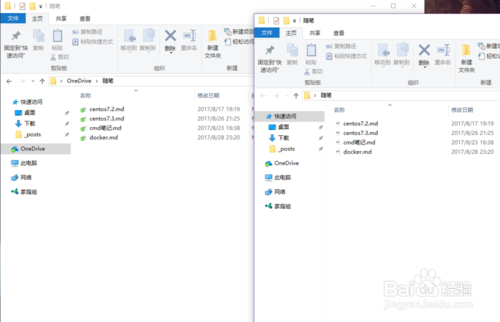 随笔
文件 主页 共享 查看
固定到"快速访问" 复制 粘贴 复制路径 粘贴快捷方式 移动到 复制到 删除 重命名 新建文件夹 新建项目 轻松访问
剪贴板 组织 新建
OneDrive > 随笔
名称 修改日期
快速访问
桌面
下载
_posts
OneDrive
此电脑
网络
家庭组
centos7.2.md 2017/8/17 19:19
centos7.3.md 2017/8/26 21:25
cmd笔记.md 2017/8/23 16:38
docker.md 2017/8/28 23:20
随笔
文件 主页 共享 查看
固定到"快速访问" 复制 粘贴 复制路径 粘贴快捷方式 移动到 复制到 删除 重命名 新建文件夹
剪贴板 组织 新建
随笔
名称 修改日期
快速访问
桌面
下载
_posts
OneDrive
此电脑
网络
家庭组
centos7.2.md 2017/8/17 19:19
centos7.3.md 2017/8/26 21:25
cmd笔记.md 2017/8/23 16:38
docker.md 2017/8/28 23:20
Baidu经验
jingyan.baidu.com